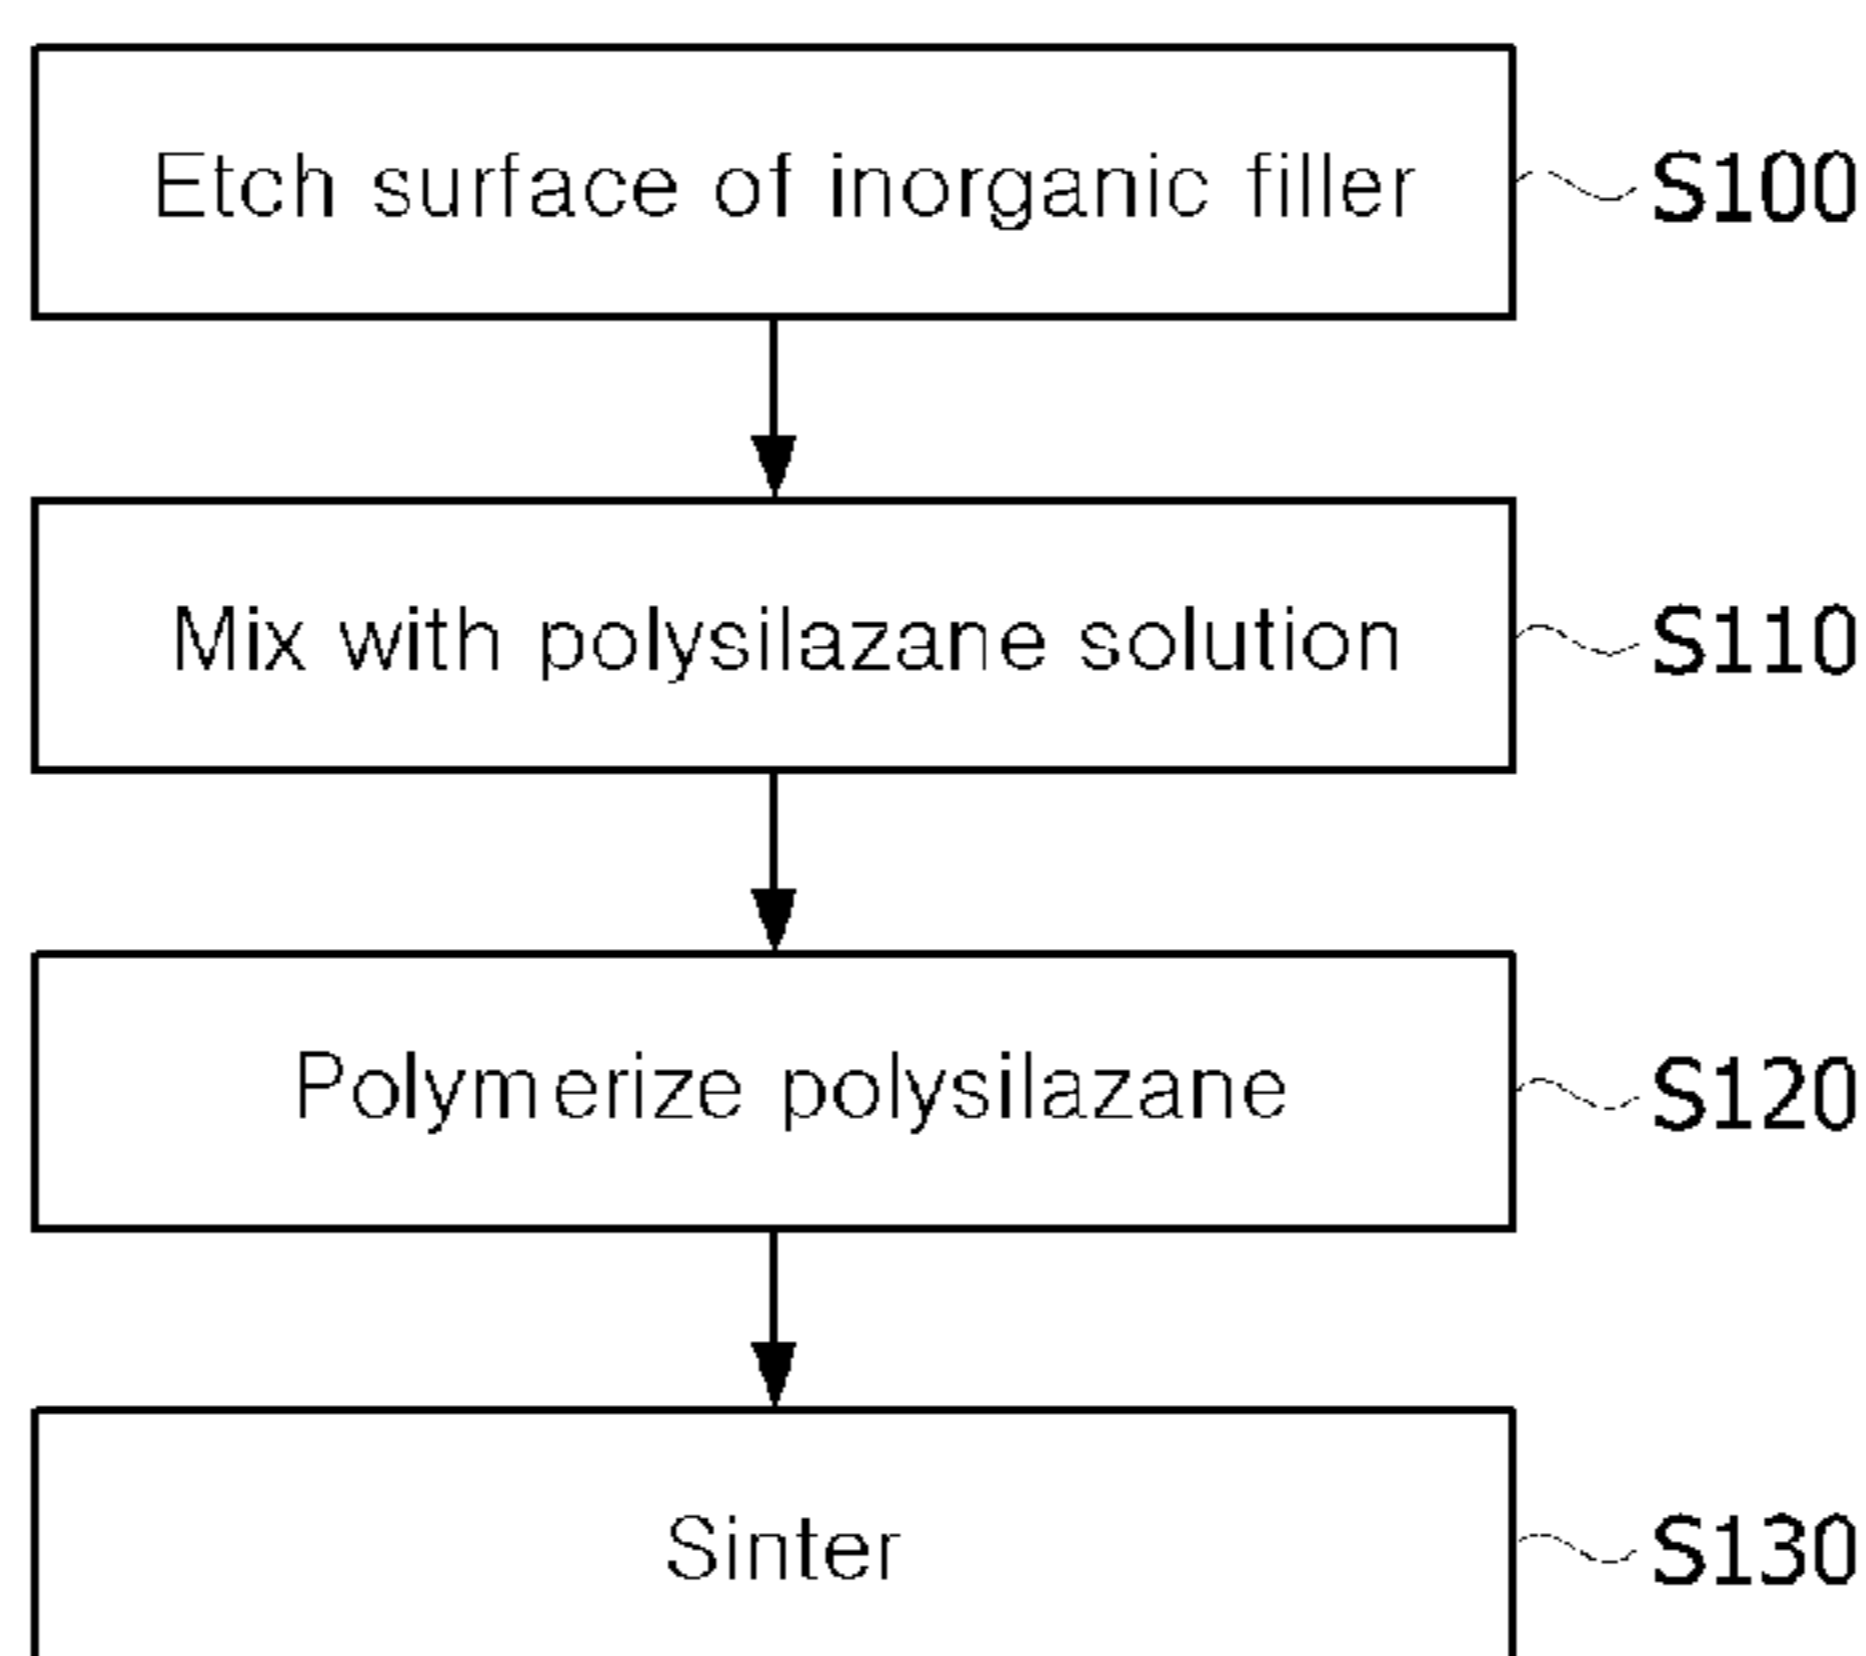 Etch surface of inorganic filler S100
Mix with polysilazane solution S110
Polymerize polysilazane S120
Sinter S130